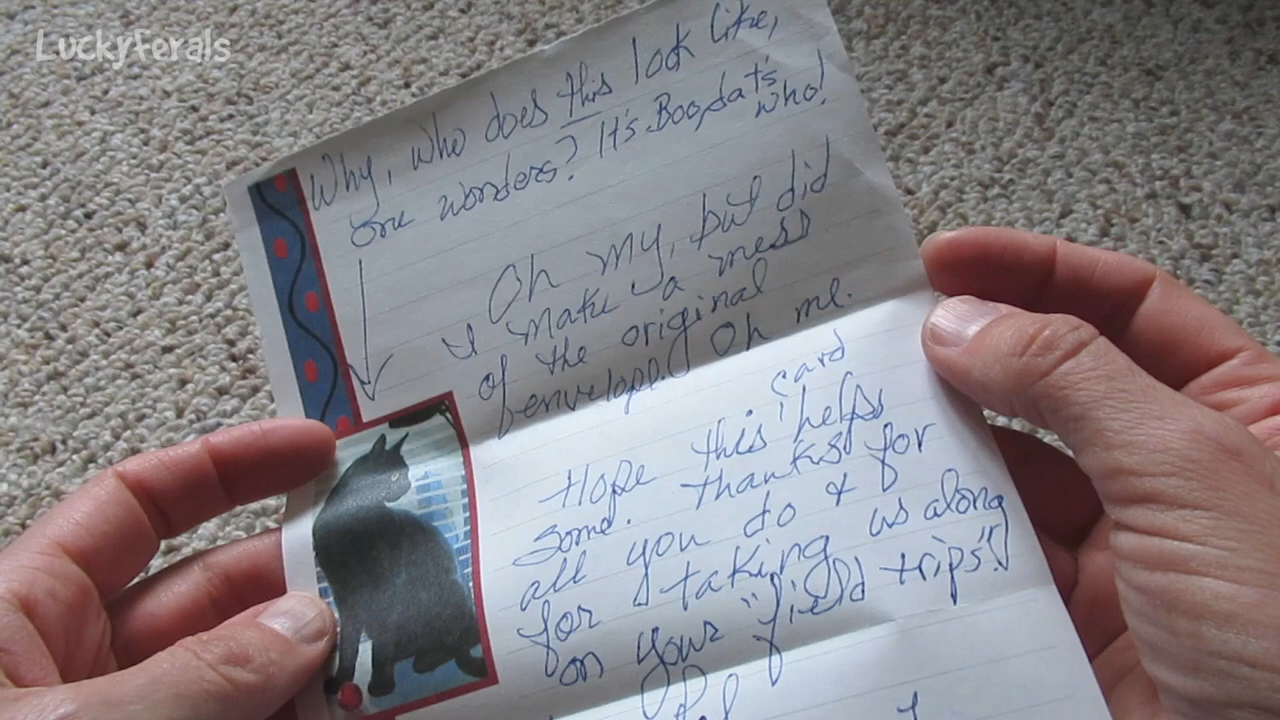 LuckyFerals
Why, who does this look like,
one wonders? It's Boopsat's
who!
Oh my, but did
I make a mess
of the original
envelope. Oh me.
Hope this card
helps
some. Thanks for
all you do & for
for taking us along
on your "field trips"!